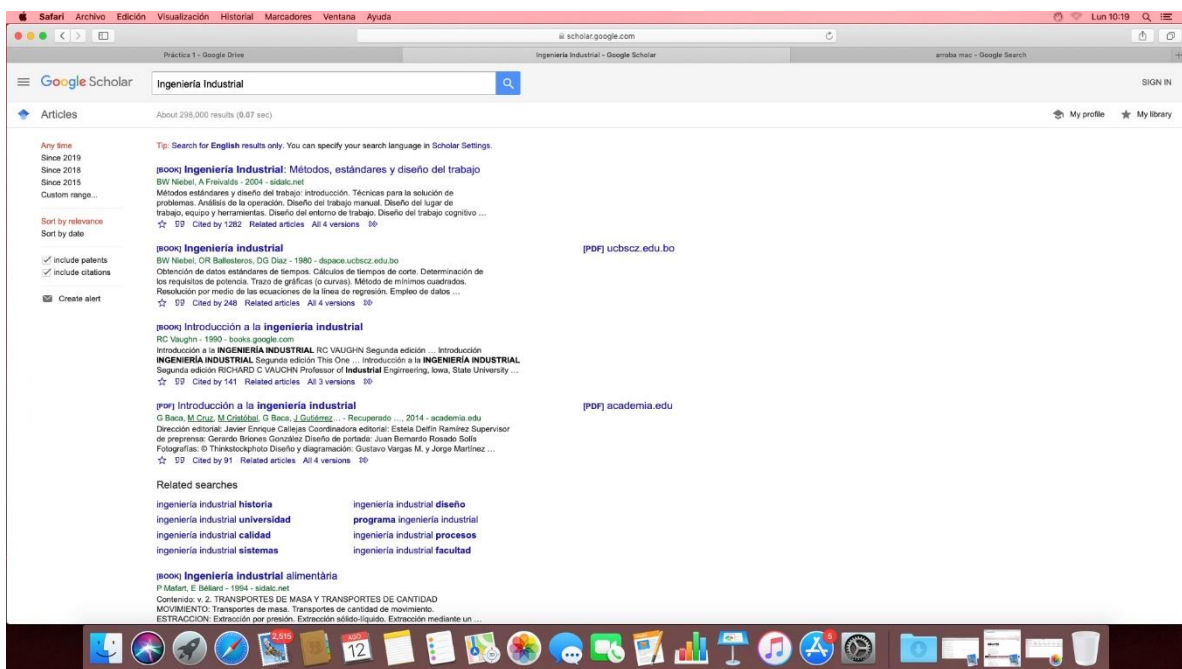 Safari Archivo Edición Visualización Historial Marcadores Ventana Ayuda Lun 10:19
scholar.google.com
Práctica 1 - Google Drive Ingeniería Industrial - Google Scholar arroba mac - Google Search
Google Scholar Ingeniería Industrial SIGN IN
Articles About 298,000 results (0.07 sec) My profile My library
Any time
Since 2019
Since 2018
Since 2015
Custom range...
Sort by relevance
Sort by date
include patents
include citations
Create alert
Tip: Search for English results only. You can specify your search language in Scholar Settings.
[BOOK] Ingeniería Industrial: Métodos, estándares y diseño del trabajo
BW Niebel, A Freivalds - 2004 - sidalc.net
Métodos estándares y diseño del trabajo: introducción. Técnicas para la solución de
problemas. Análisis de la operación. Diseño del trabajo manual. Diseño del lugar de
trabajo, equipo y herramientas. Diseño del entorno de trabajo. Diseño del trabajo cognitivo ...
Cited by 1282 Related articles All 4 versions
[BOOK] Ingeniería industrial [PDF] ucbscz.edu.bo
BW Niebel, OR Ballesteros, DG Diaz - 1980 - dspace.ucbscz.edu.bo
Obtención de datos estándares de tiempos. Cálculos de tiempos de corte. Determinación de
los requisitos de potencia. Trazo de gráficas (o curvas). Método de mínimos cuadrados.
Resolución por medio de las ecuaciones de la línea de regresión. Empleo de datos ...
Cited by 248 Related articles All 4 versions
[BOOK] Introducción a la ingeniería industrial
RC Vaughn - 1990 - books.google.com
Introducción a la INGENIERÍA INDUSTRIAL RC VAUGHN Segunda edición ... Introducción
INGENIERÍA INDUSTRIAL Segunda edición This One ... Introducción a la INGENIERÍA INDUSTRIAL
Segunda edición RICHARD C VAUCHN Professor of Industrial Engirreering, Iowa, State University ...
Cited by 141 Related articles All 3 versions
[PDF] Introducción a la ingeniería industrial [PDF] academia.edu
G Baca, M Cruz, M Cristóbal, G Baca, J Gutiérrez... - Recuperado ..., 2014 - academia.edu
Dirección editorial: Javier Enrique Callejas Coordinadora editorial: Estela Delfín Ramírez Supervisor
de preprensa: Gerardo Briones González Diseño de portada: Juan Bernardo Rosado Solís
Fotografías: © Thinkstockphoto Diseño y diagramación: Gustavo Vargas M. y Jorge Martínez ...
Cited by 91 Related articles All 4 versions
Related searches
ingeniería industrial historia ingeniería industrial diseño
ingeniería industrial universidad programa ingeniería industrial
ingeniería industrial calidad ingeniería industrial procesos
ingeniería industrial sistemas ingeniería industrial facultad
[BOOK] Ingeniería industrial alimentària
P Mafart, E Béliard - 1994 - sidalc.net
Contenido: v. 2. TRANSPORTES DE MASA Y TRANSPORTES DE CANTIDAD
MOVIMIENTO: Transportes de masa. Transportes de cantidad de movimiento.
ESTRACCION: Extracción por presión. Extracción sólido-líquido. Extracción mediante un ...
2,515 AGO 12 5